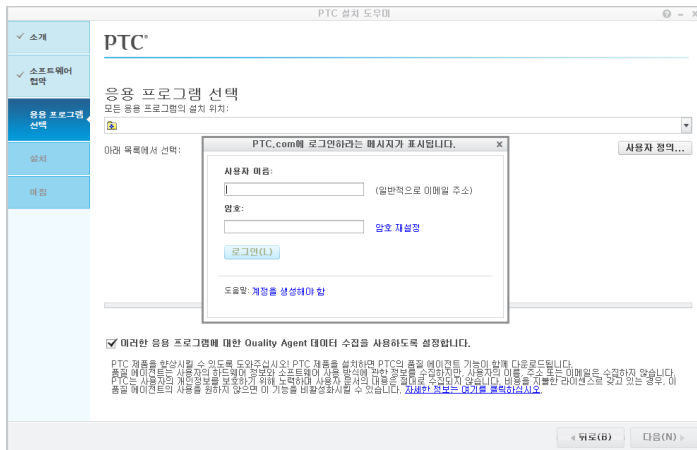 PTC 설치 도우미
소개
소프트웨어
협약
응용 프로그램
선택
설치
마침
PTC®
응용 프로그램 선택
모든 응용 프로그램의 설치 위치:
아래 목록에서 선택:
사용자 정의...
PTC.com에 로그인하라는 메시지가 표시됩니다.
사용자 이름:
(일반적으로 이메일 주소)
암호:
암호 재설정
로그인(L)
도움말: 계정을 생성해야 함
이러한 응용 프로그램에 대한 Quality Agent 데이터 수집을 사용하도록 설정합니다.
PTC 제품을 향상시킬 수 있도록 도와주십시오! PTC 제품을 설치하면 PTC의 품질 에이전트 기능이 함께 다운로드됩니다.
품질 에이전트는 사용자의 하드웨어 정보와 소프트웨어 사용 방식에 관한 정보를 수집하지만, 사용자의 이름, 주소 또는 이메일은 수집하지 않습니다.
PTC는 사용자의 개인정보를 보호하기 위해 노력하며 사용자 문서의 내용은 절대로 수집되지 않습니다. 비용을 지불한 라이센스로 갖고 있는 경우, 이
품질 에이전트의 사용을 원하지 않으면 이 기능을 비활성화시킬 수 있습니다. 자세한 정보는 여기를 클릭하십시오.
뒤로(B)
다음(N)